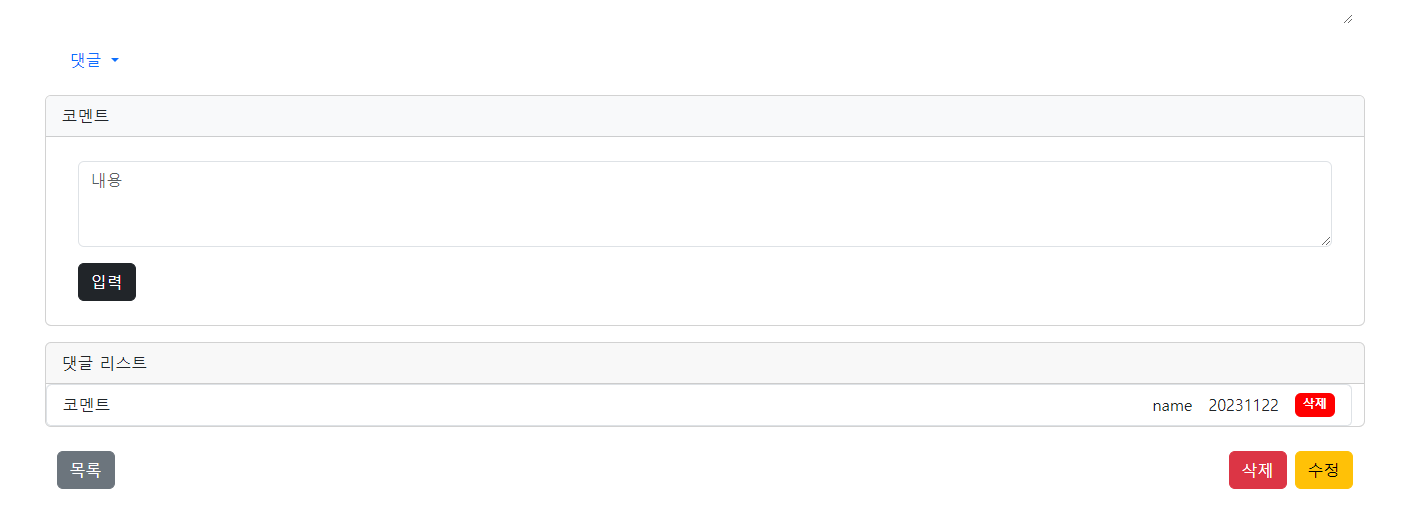 댓글
코멘트
내용
입력
댓글 리스트
코멘트 name 20231122 삭제
목록 삭제 수정